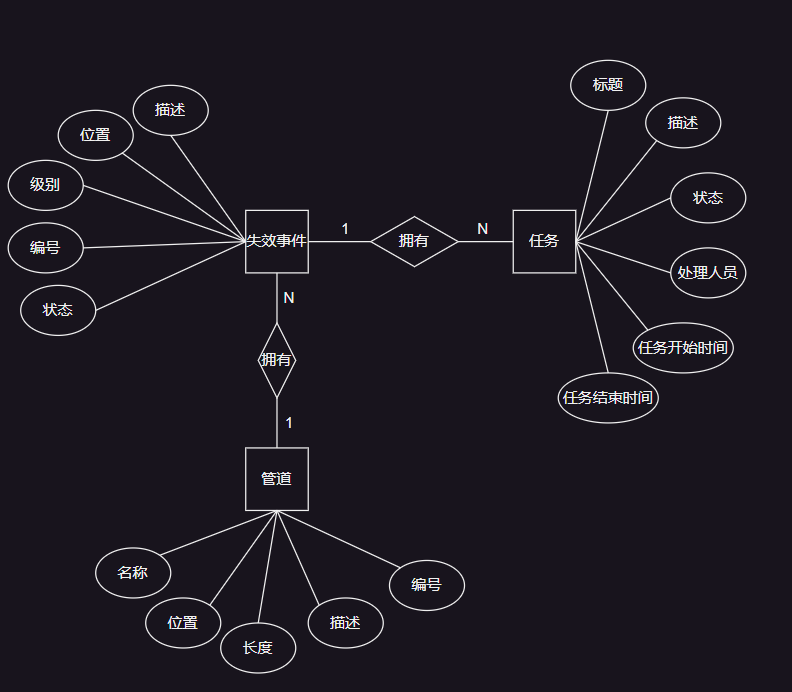 标题
描述
描述
位置
级别
状态
1
N
失效事件
拥有
任务
编号
处理人员
N
状态
任务开始时间
拥有
任务结束时间
1
管道
名称
编号
位置
描述
长度